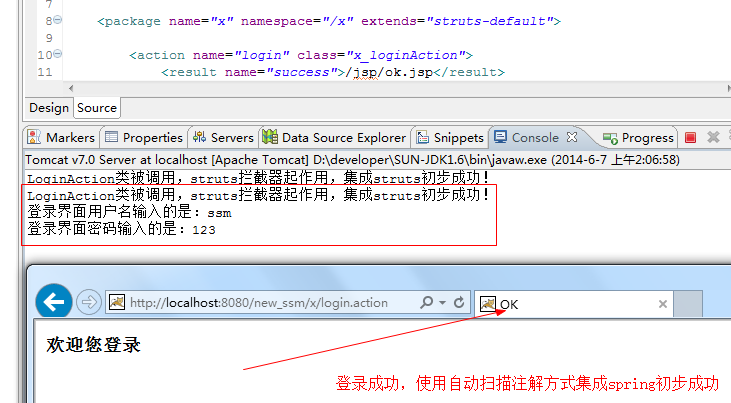 7
8 <package name="x" namespace="/x" extends="struts-default">
9
10 <action name="login" class="x_loginAction">
11 <result name="success">/jsp/ok.jsp</result>
Design Source
Markers Properties Servers Data Source Explorer Snippets Console Progress
Tomcat v7.0 Server at localhost [Apache Tomcat] D:\developer\SUN-JDK1.6\bin\javaw.exe (2014-6-7 上午2:06:58)
LoginAction类被调用，struts拦截器起作用，集成struts初步成功！
LoginAction类被调用，struts拦截器起作用，集成struts初步成功！
登录界面用户名输入的是：ssm
登录界面密码输入的是：123
http://localhost:8080/new_ssm/x/login.action OK
欢迎您登录
登录成功，使用自动扫描注解方式集成spring初步成功